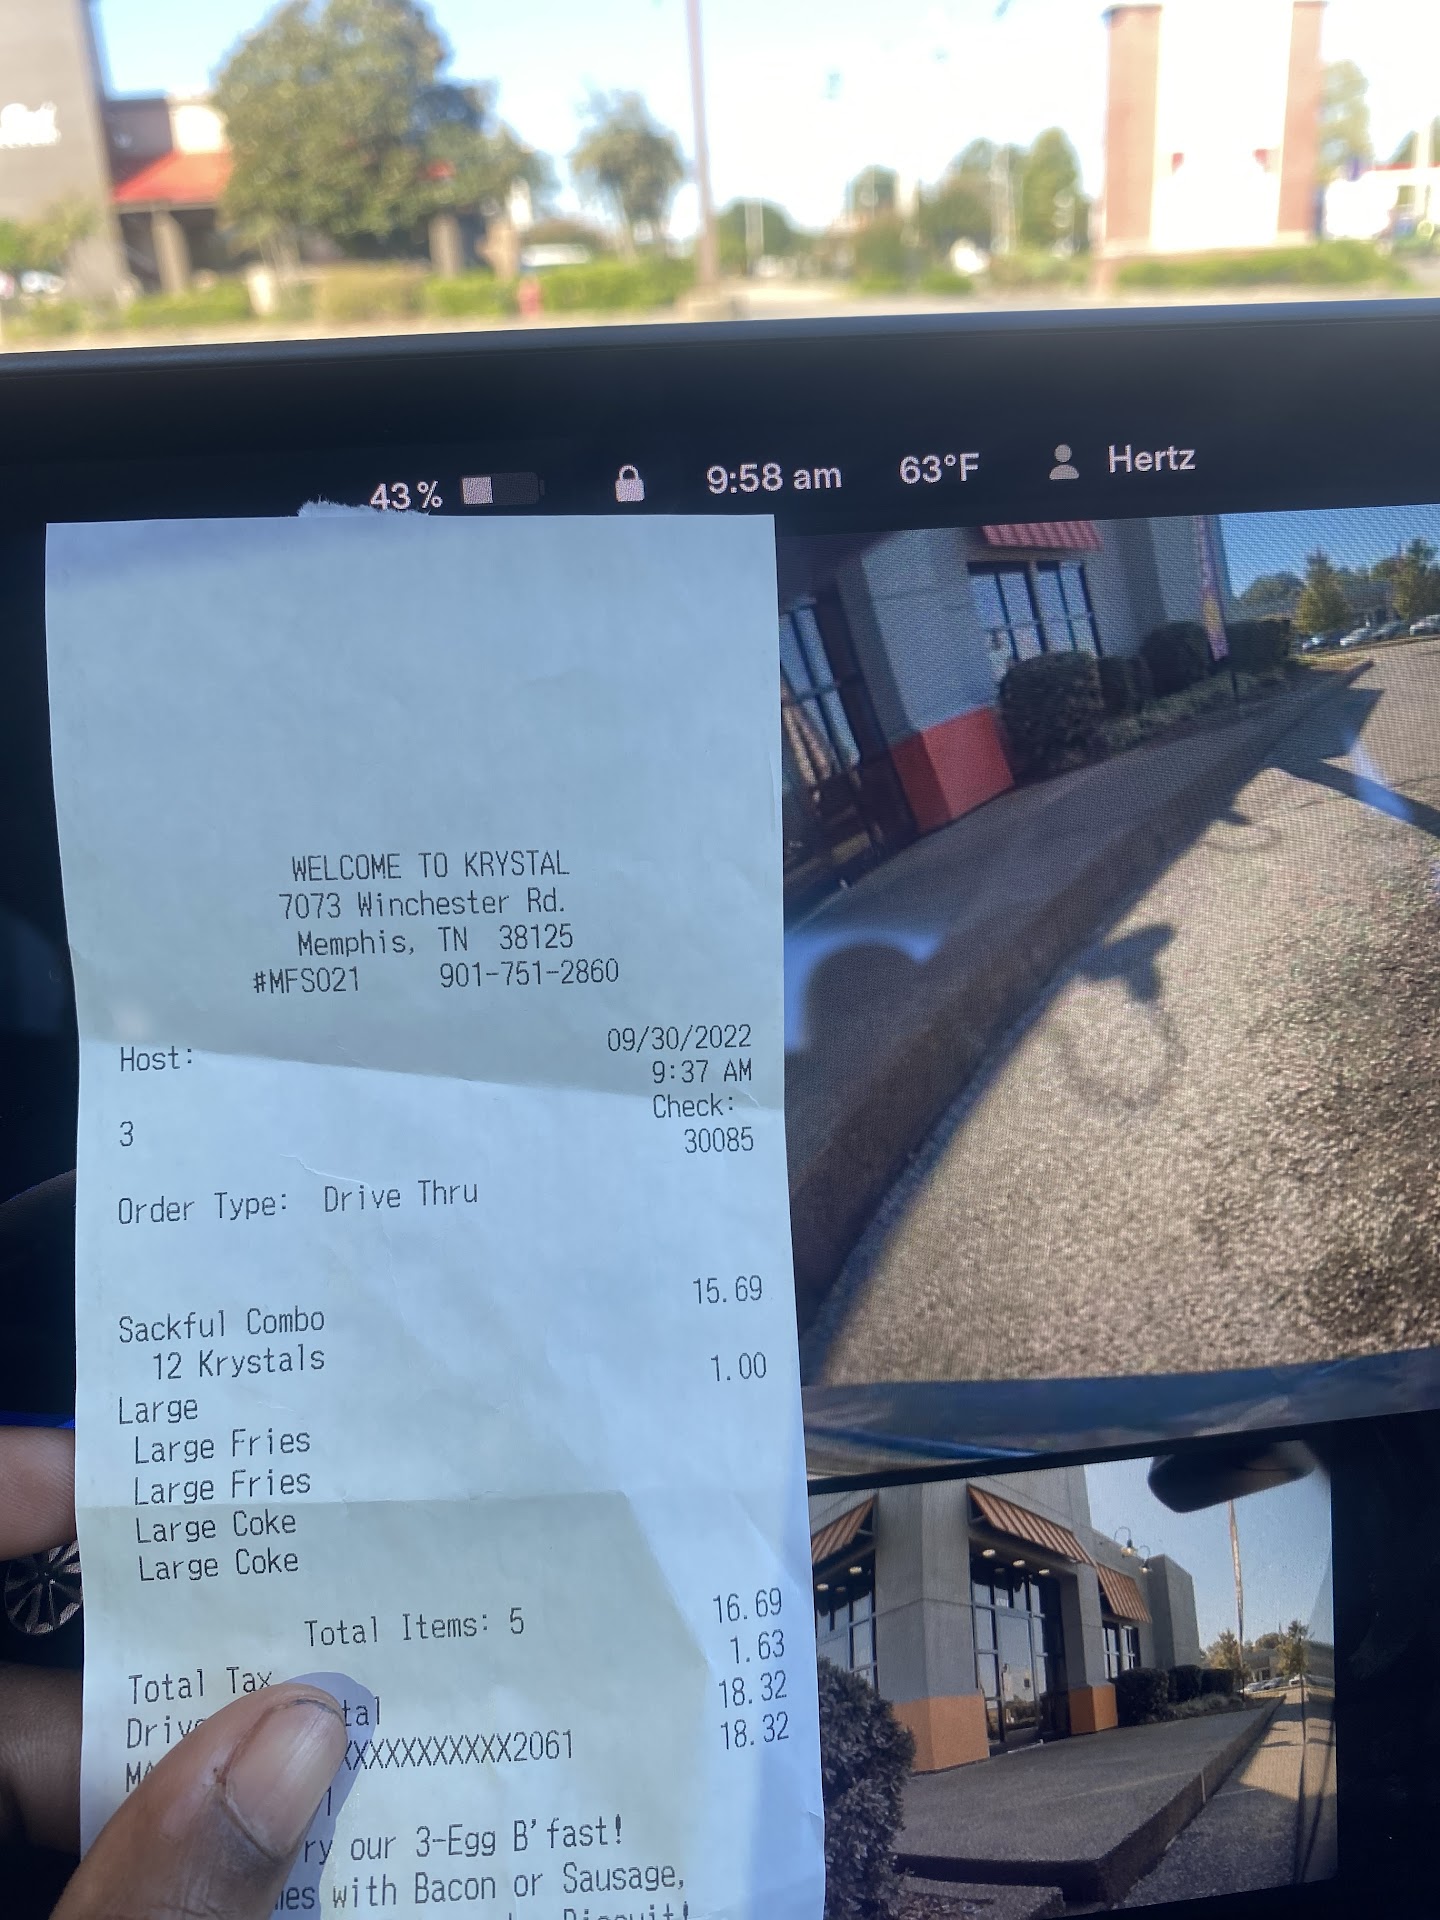 43%
9:58 am
63°F
Hertz
WELCOME TO KRYSTAL
7073 Winchester Rd.
Memphis, TN 38125
#MFS021 901-751-2860
09/30/2022
Host:
9:37 AM
Check:
3
30085
Order Type: Drive Thru
15.69
Sackful Combo
12 Krystals
1.00
Large
Large Fries
Large Fries
Large Coke
Large Coke
16.69
Total Items: 5
1.63
Total Tax
18.32
Driv tal
18.32
XXXXXXXXXXX2061
ry our 3-Egg B'fast!
with Bacon or Sausage,